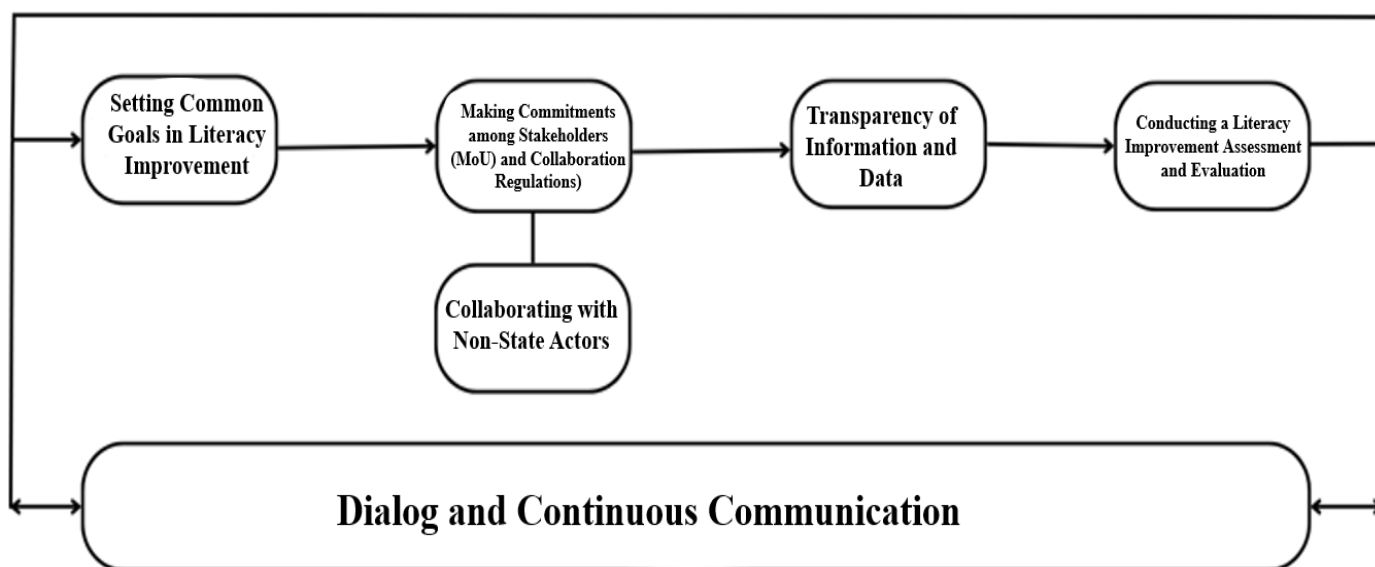 Setting Common
Goals in Literacy
Improvement
Making Commitments
among Stakeholders
(MoU) and Collaboration
Regulations)
Transparency of
Information and
Data
Conducting a Literacy
Improvement Assessment
and Evaluation
Collaborating with
Non-State Actors
Dialog and Continuous Communication